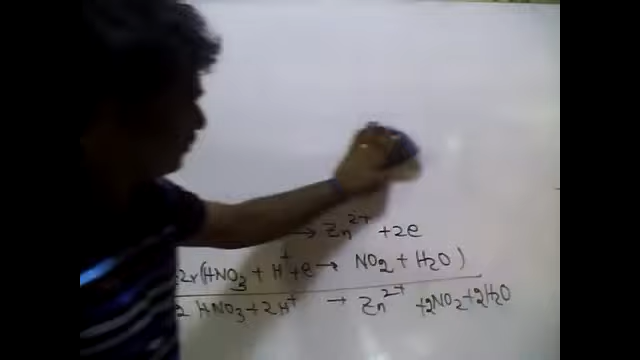 → Zn²⁺ +2e
2x(HNO₃ + H⁺ +e → NO₂ + H₂O )
2 HNO₃+2H⁺ → Zn²⁺ +2NO₂+2H₂O